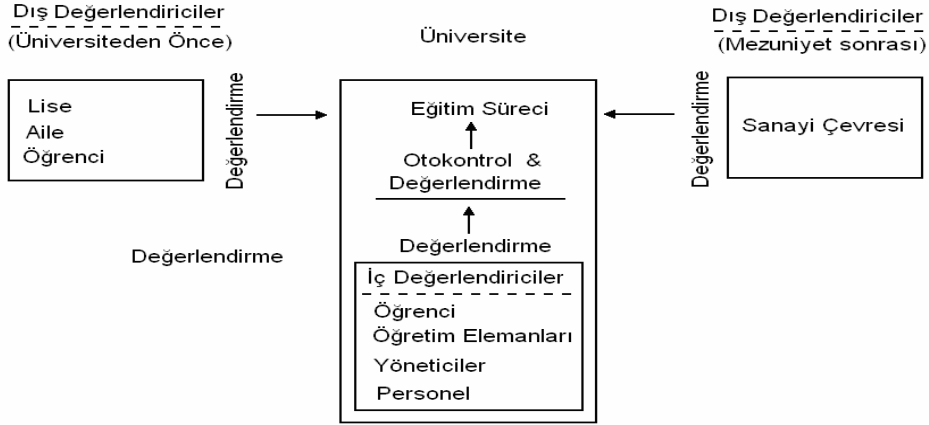 Dış Değerlendiriciler
(Üniversiteden Önce)
Lise
Aile
Öğrenci
Değerlendirme
Değerlendirme
Üniversite
Eğitim Süreci
Otokontrol &
Değerlendirme
Değerlendirme
İç Değerlendiriciler
Öğrenci
Öğretim Elemanları
Yöneticiler
Personel
Dış Değerlendiriciler
(Mezuniyet sonrası)
Değerlendirme
Sanayi Çevresi